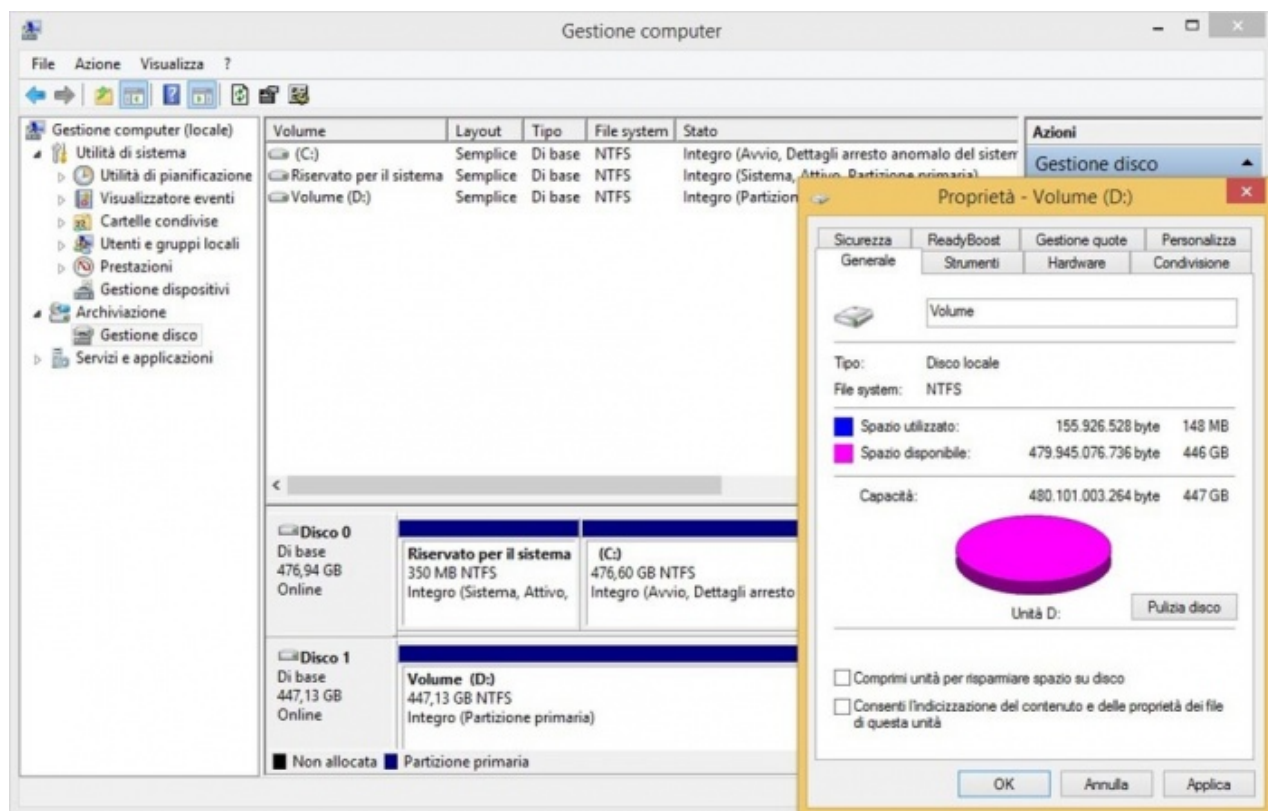 Gestione computer
File Azione Visualizza ?
Gestione computer (locale)
Utilità di sistema
Utilità di pianificazione
Visualizzatore eventi
Cartelle condivise
Utenti e gruppi locali
Prestazioni
Gestione dispositivi
Archiviazione
Gestione disco
Servizi e applicazioni
Volume Layout Tipo File system Stato
(C:) Semplice Di base NTFS Integro (Avvio, Dettagli arresto anomalo del sistem
Riservato per il sistema Semplice Di base NTFS Integro (Sistema, Attivo, Partizione primaria)
Volume (D:) Semplice Di base NTFS Integro (Partizion
Azioni
Gestione disco
Disco 0
Di base
476,94 GB
Online
Riservato per il sistema
350 MB NTFS
Integro (Sistema, Attivo,
(C:)
476,60 GB NTFS
Integro (Avvio, Dettagli arresto
Disco 1
Di base
447,13 GB
Online
Volume (D:)
447,13 GB NTFS
Integro (Partizione primaria)
Non allocata Partizione primaria
Proprietà - Volume (D:)
Sicurezza ReadyBoost Gestione quote Personalizza
Generale Strumenti Hardware Condivisione
Volume
Tipo: Disco locale
File system: NTFS
Spazio utilizzato: 155.926.528 byte 148 MB
Spazio disponibile: 479.945.076.736 byte 446 GB
Capacità: 480.101.003.264 byte 447 GB
Unità D:
Pulizia disco
Comprimi unità per risparmiare spazio su disco
Consenti l'indicizzazione del contenuto e delle proprietà dei file
di questa unità
OK Annulla Applica